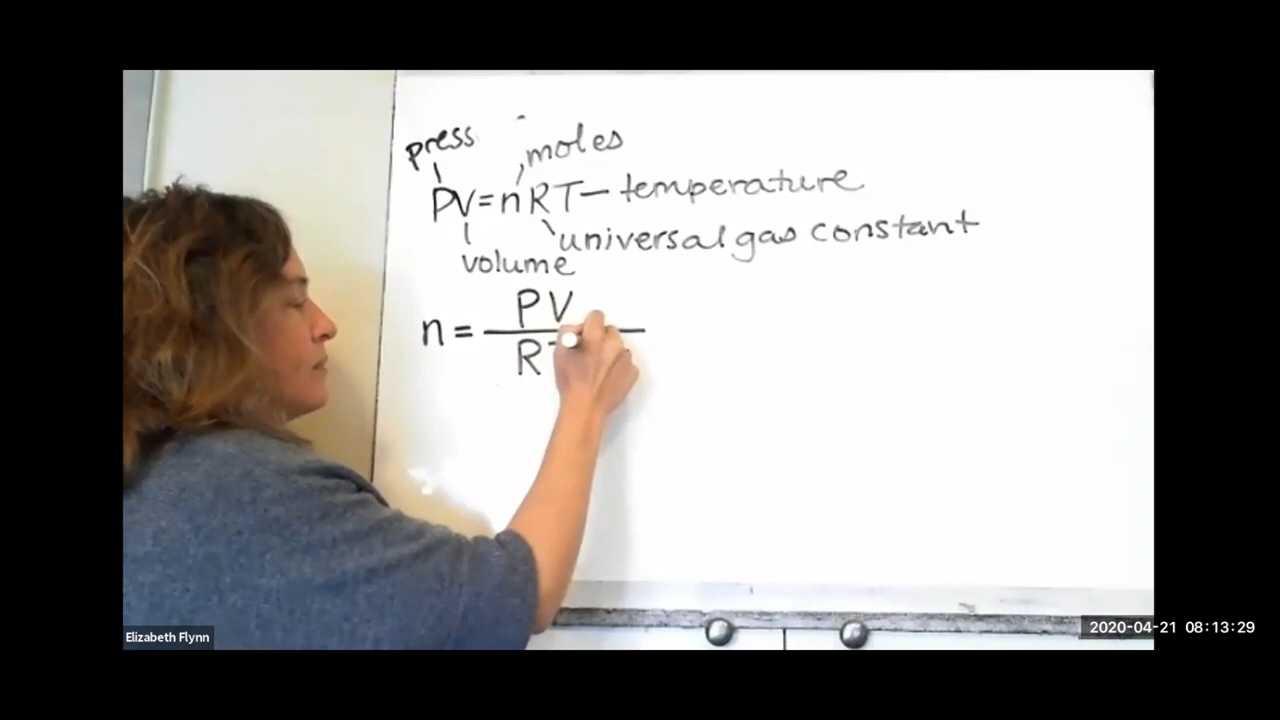 press
moles
PV=nRT— temperature
universal gas constant
volume
n = PV
R
Elizabeth Flynn
2020-04-21 08:13:29